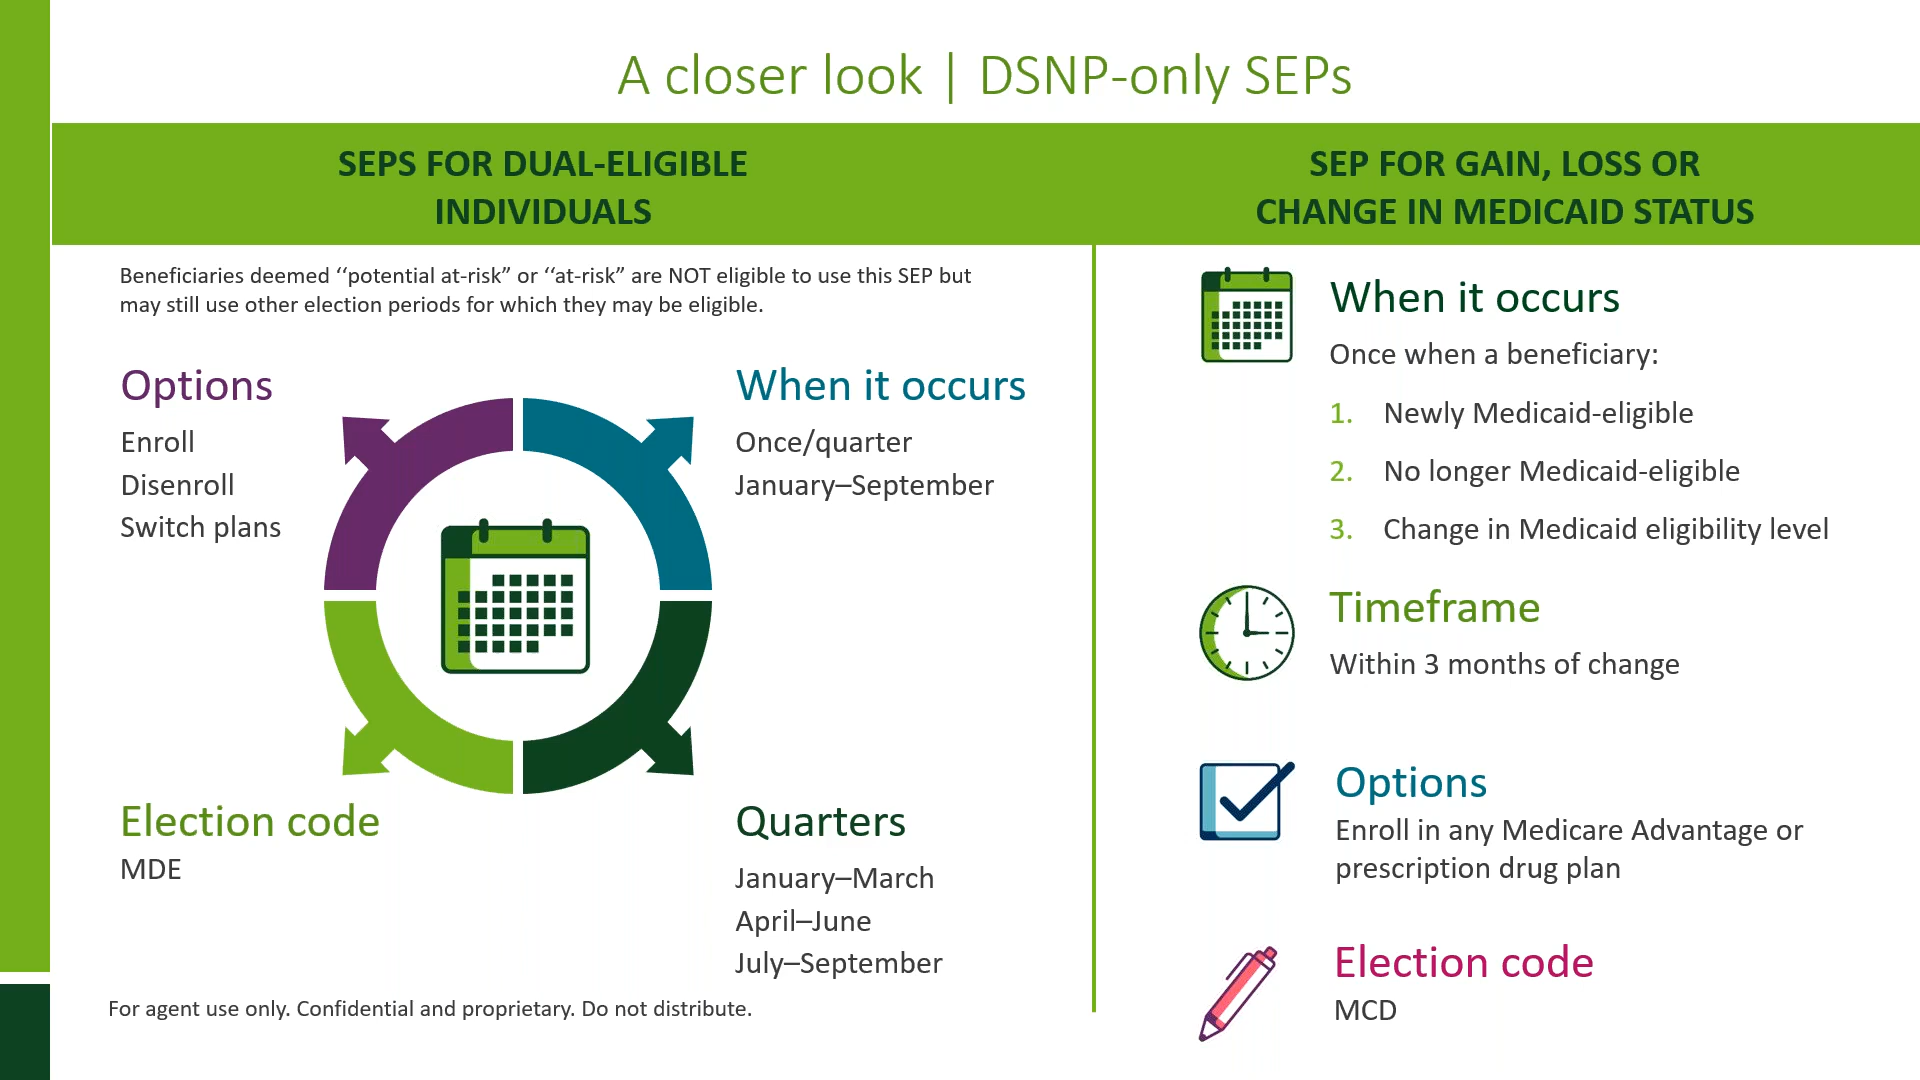 A closer look | DSNP-only SEPs
SEPS FOR DUAL-ELIGIBLE
INDIVIDUALS
Beneficiaries deemed ‘‘potential at-risk” or ‘‘at-risk” are NOT eligible to use this SEP but
may still use other election periods for which they may be eligible.
Options
Enroll
Disenroll
Switch plans
When it occurs
Once/quarter
January–September
Election code
MDE
Quarters
January–March
April–June
July–September
For agent use only. Confidential and proprietary. Do not distribute.
SEP FOR GAIN, LOSS OR
CHANGE IN MEDICAID STATUS
When it occurs
Once when a beneficiary:
1. Newly Medicaid-eligible
2. No longer Medicaid-eligible
3. Change in Medicaid eligibility level
Timeframe
Within 3 months of change
Options
Enroll in any Medicare Advantage or
prescription drug plan
Election code
MCD